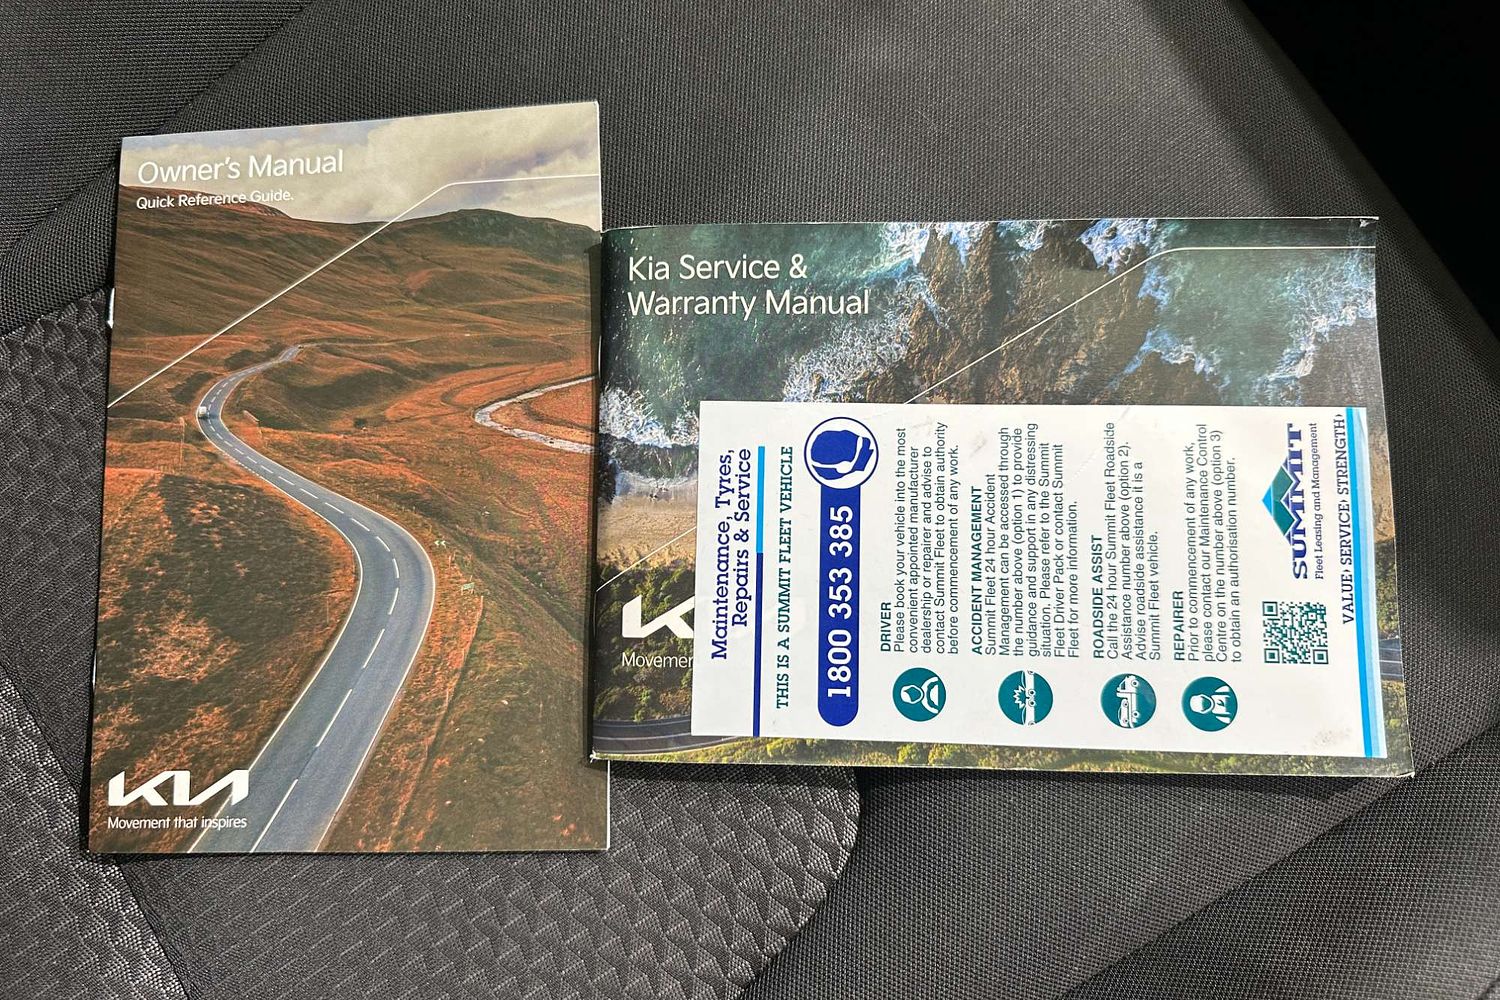 Owner's Manual
Quick Reference Guide.
KIA
Movement that inspires
Kia Service &
Warranty Manual
Maintenance, Tyres,
Repairs & Service
THIS IS A SUMMIT FLEET VEHICLE
1800 353 385
DRIVER
Please book your vehicle into the most
convenient appointed manufacturer
dealership or repairer and advise to
contact Summit Fleet to obtain authority
before commencement of any work.
ACCIDENT MANAGEMENT
Summit Fleet 24 hour Accident
Management can be accessed through
the number above (option 1) to provide
guidance and support in any distressing
situation. Please refer to the Summit
Fleet Driver Pack or contact Summit
Fleet for more information.
ROADSIDE ASSIST
Call the 24 hour Summit Fleet Roadside
Assistance number above (option 2).
Advise roadside assistance it is a
Summit Fleet vehicle.
REPAIRER
Prior to commencement of any work,
please contact our Maintenance Control
Centre on the number above (option 3)
to obtain an authorisation number.
SUMMIT
Fleet Leasing and Management
VALUE› SERVICE› STRENGTH›
K
Movemen